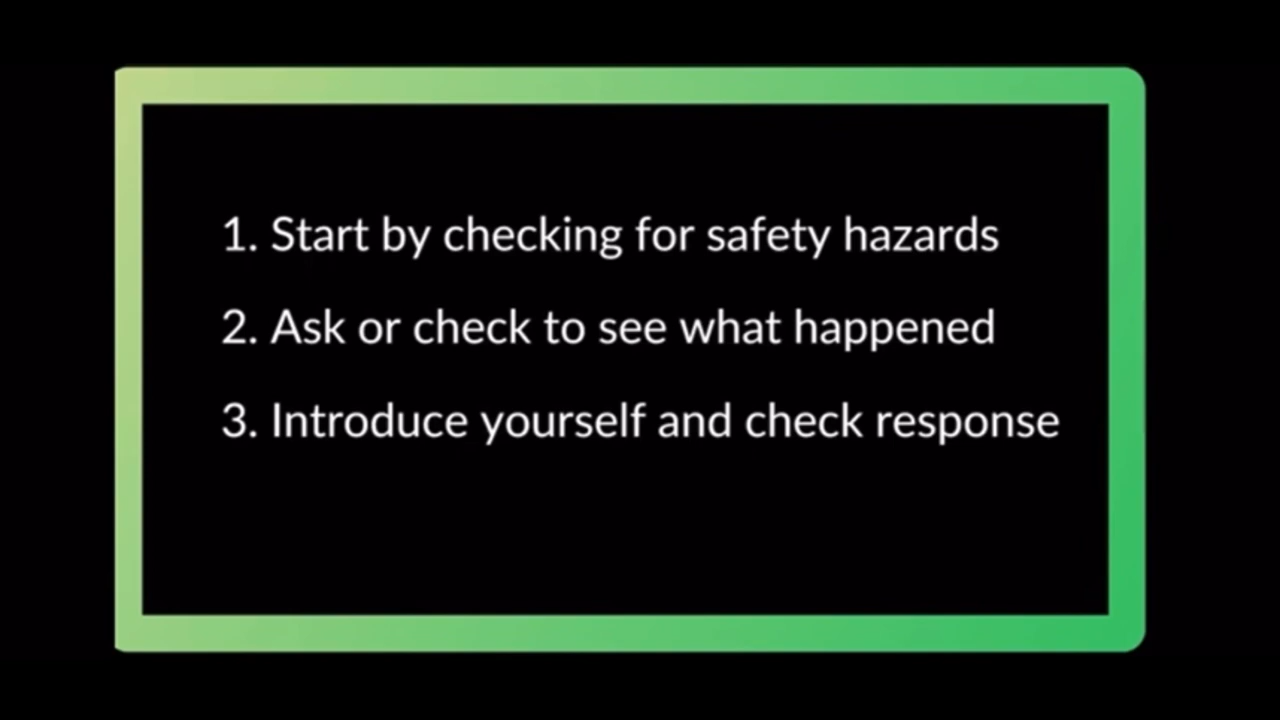 1. Start by checking for safety hazards
2. Ask or check to see what happened
3. Introduce yourself and check response